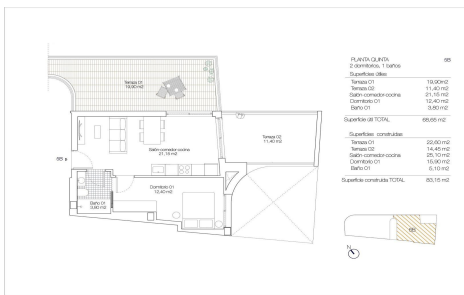 PLANTA QUINTA 8B
2 dormitorios, 1 baños
Superficies útiles:
Terraza 01 19,90m2
Terraza 02 11,40 m2
Salón-comedor-cocina 21,15 m2
Dormitorio 01 12,40 m2
Baño 01 3,80 m2
Superficie útil TOTAL 68,65 m2
Superficies construidas:
Terraza 01 22,60 m2
Terraza 02 14,45 m2
Salón-comedor-cocina 25,10 m2
Dormitorio 01 15,90 m2
Baño 01 5,10 m2
Superficie construida TOTAL 83,15 m2
Terraza 01
19,90 m2
Terraza 02
11,40 m2
Salón-comedor-cocina
21,15 m2
8B
Dormitorio 01
12,40 m2
Baño 01
3,80 m2
8B
N